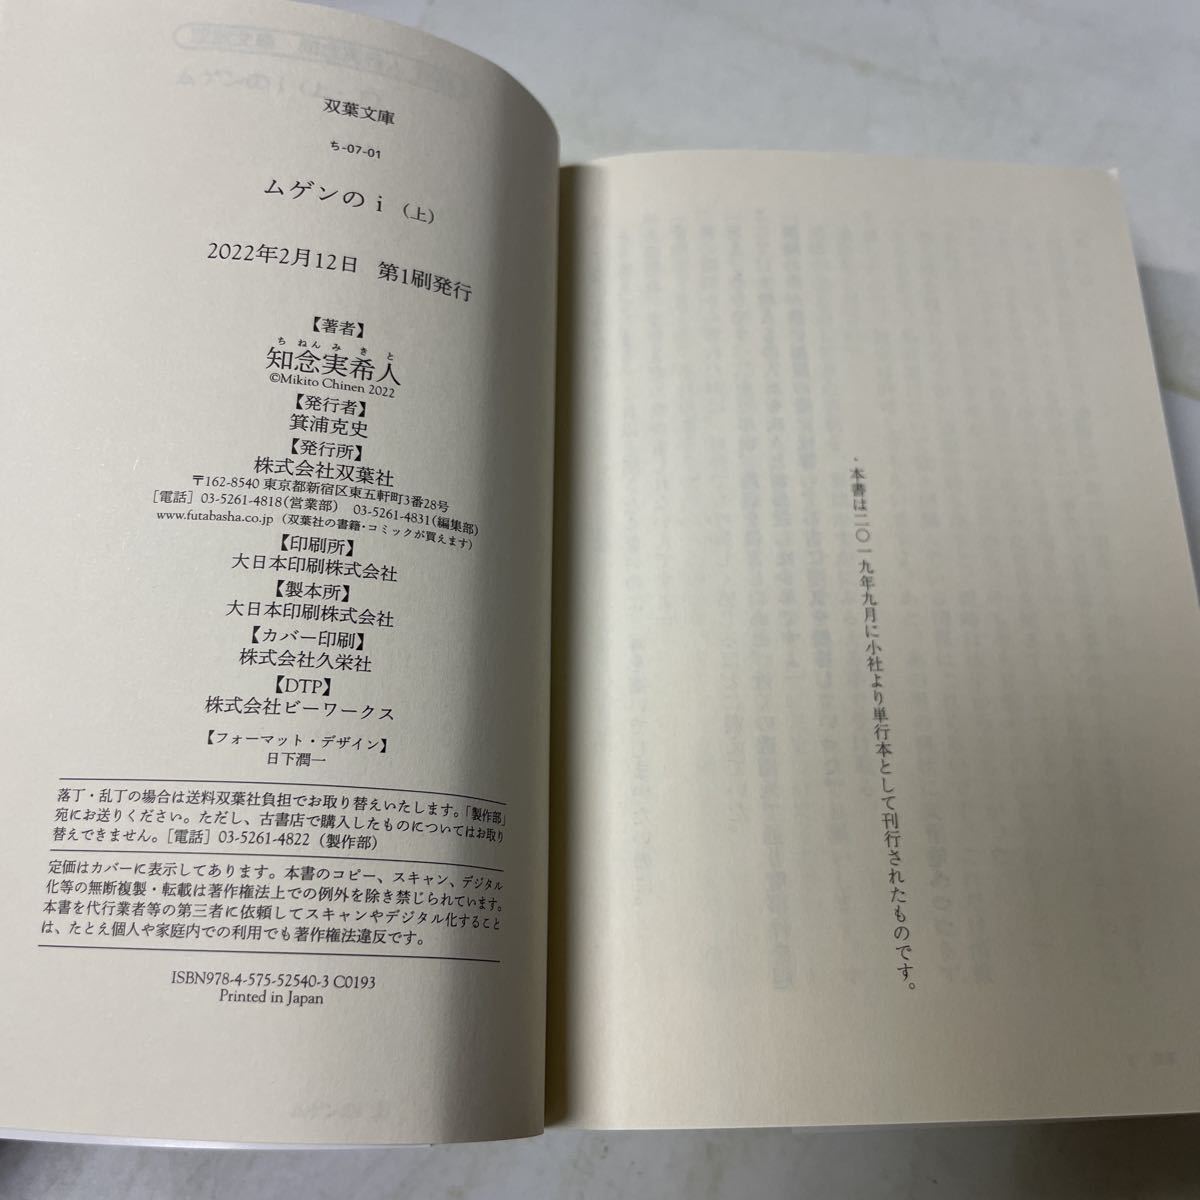 双葉文庫
ち-07-01
ムゲンのi (上)
2022年2月12日 第1刷発行
【著者】
ちねんみきと
知念実希人
©Mikito Chinen 2022
【発行者】
箕浦克史
【発行所】
株式会社双葉社
〒162-8540 東京都新宿区東五軒町3番28号
[電話] 03-5261-4818(営業部) 03-5261-4831(編集部)
www.futabasha.co.jp (双葉社の書籍・コミックが買えます)
【印刷所】
大日本印刷株式会社
【製本所】
大日本印刷株式会社
【カバー印刷】
株式会社久栄社
【DTP】
株式会社ビーワークス
【フォーマット・デザイン】
日下潤一
落丁・乱丁の場合は送料双葉社負担でお取り替えいたします。「製作部」
宛にお送りください。ただし、古書店で購入したものについてはお取り
替えできません。[電話] 03-5261-4822 (製作部)
定価はカバーに表示してあります。本書のコピー、スキャン、デジタル
化等の無断複製・転載は著作権法上での例外を除き禁じられています。
本書を代行業者等の第三者に依頼してスキャンやデジタル化すること
は、たとえ個人や家庭内での利用でも著作権法違反です。
ISBN978-4-575-52540-3 C0193
Printed in Japan
・本書は二〇一九年九月に小社より単行本として刊行されたものです。